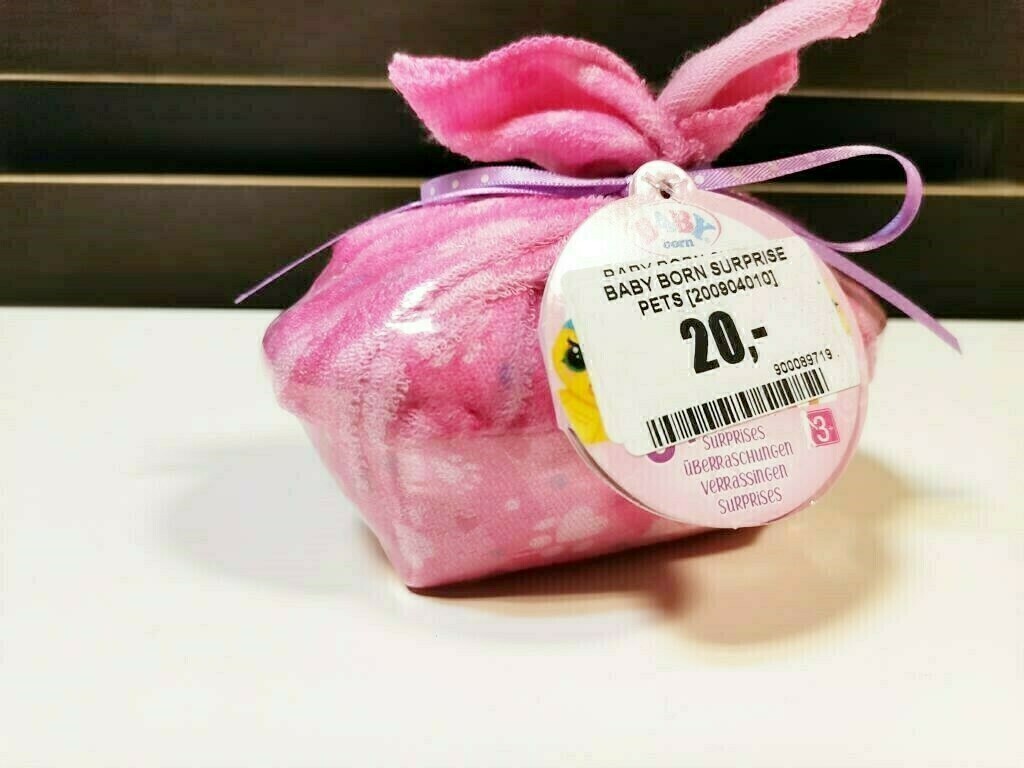 BABY
born
BABY BORN SURPRISE
PETS [200904010]
20,-
900089719
SURPRISES
3+
ÜBERRASCHUNGEN
VERRASSINGEN
SURPRISES